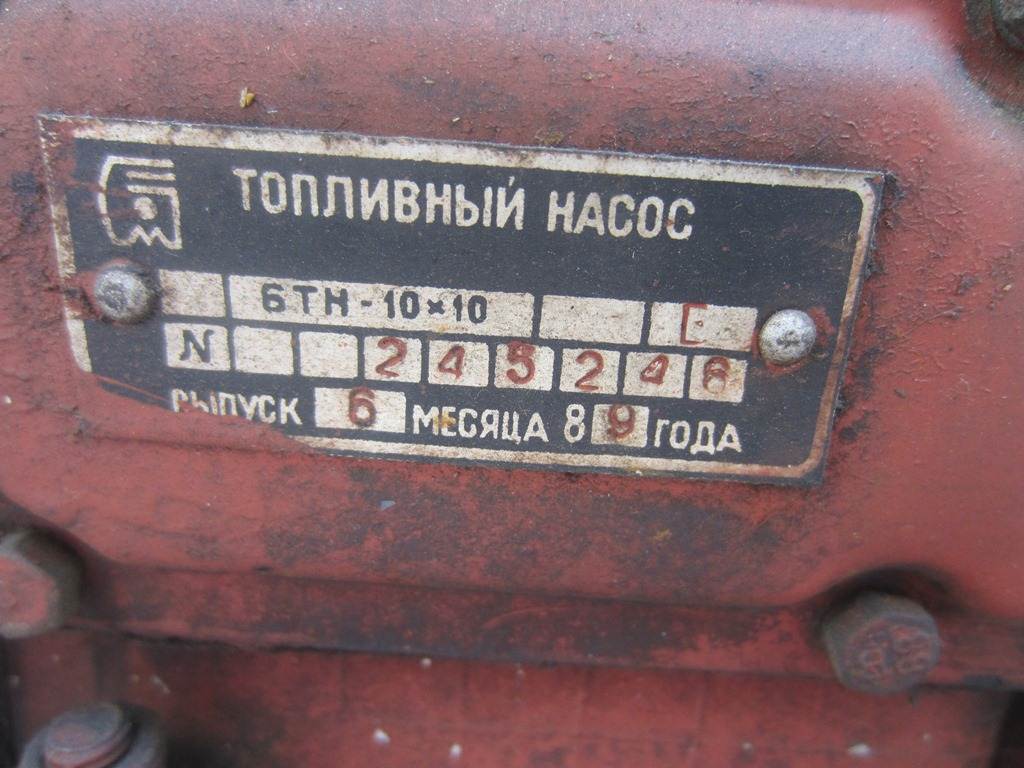 ТОПЛИВНЫЙ НАСОС
6ТН-10×10 Г
N 245246
ВЫПУСК 6 МЕСЯЦА 89 ГОДА